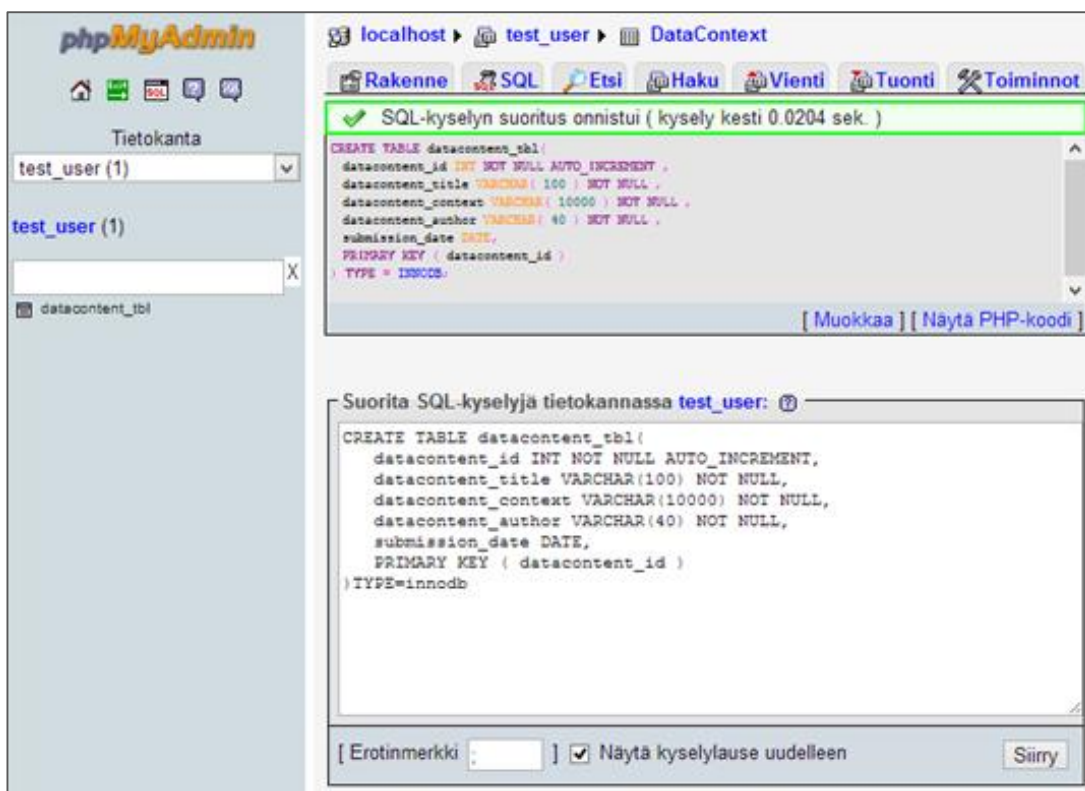 phpMyAdmin
SQL
Tietokanta
test_user (1)
test_user (1)
X
datacontent_tbl
localhost test_user DataContext
Rakenne SQL Etsi Haku Vienti Tuonti Toiminnot
SQL-kyselyn suoritus onnistui ( kysely kesti 0.0204 sek. )
CREATE TABLE datacontent_tbl(
datacontent_id INT NOT NULL AUTO_INCREMENT ,
datacontent_title VARCHAR( 100 ) NOT NULL ,
datacontent_context VARCHAR( 10000 ) NOT NULL ,
datacontent_author VARCHAR( 40 ) NOT NULL ,
submission_date DATE,
PRIMARY KEY ( datacontent_id )
) TYPE = INNODB;
[ Muokkaa ] [ Näytä PHP-koodi ]
Suorita SQL-kyselyjä tietokannassa test_user:
CREATE TABLE datacontent_tbl(
datacontent_id INT NOT NULL AUTO_INCREMENT,
datacontent_title VARCHAR(100) NOT NULL,
datacontent_context VARCHAR(10000) NOT NULL,
datacontent_author VARCHAR(40) NOT NULL,
submission_date DATE,
PRIMARY KEY ( datacontent_id )
)TYPE=innodb
[ Erotinmerkki ; ] Näytä kyselylause uudelleen Siirry